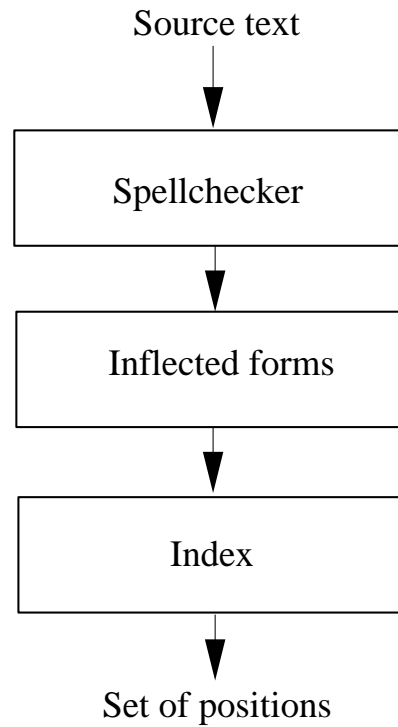 Source text
Spellchecker
Inflected forms
Index
Set of positions